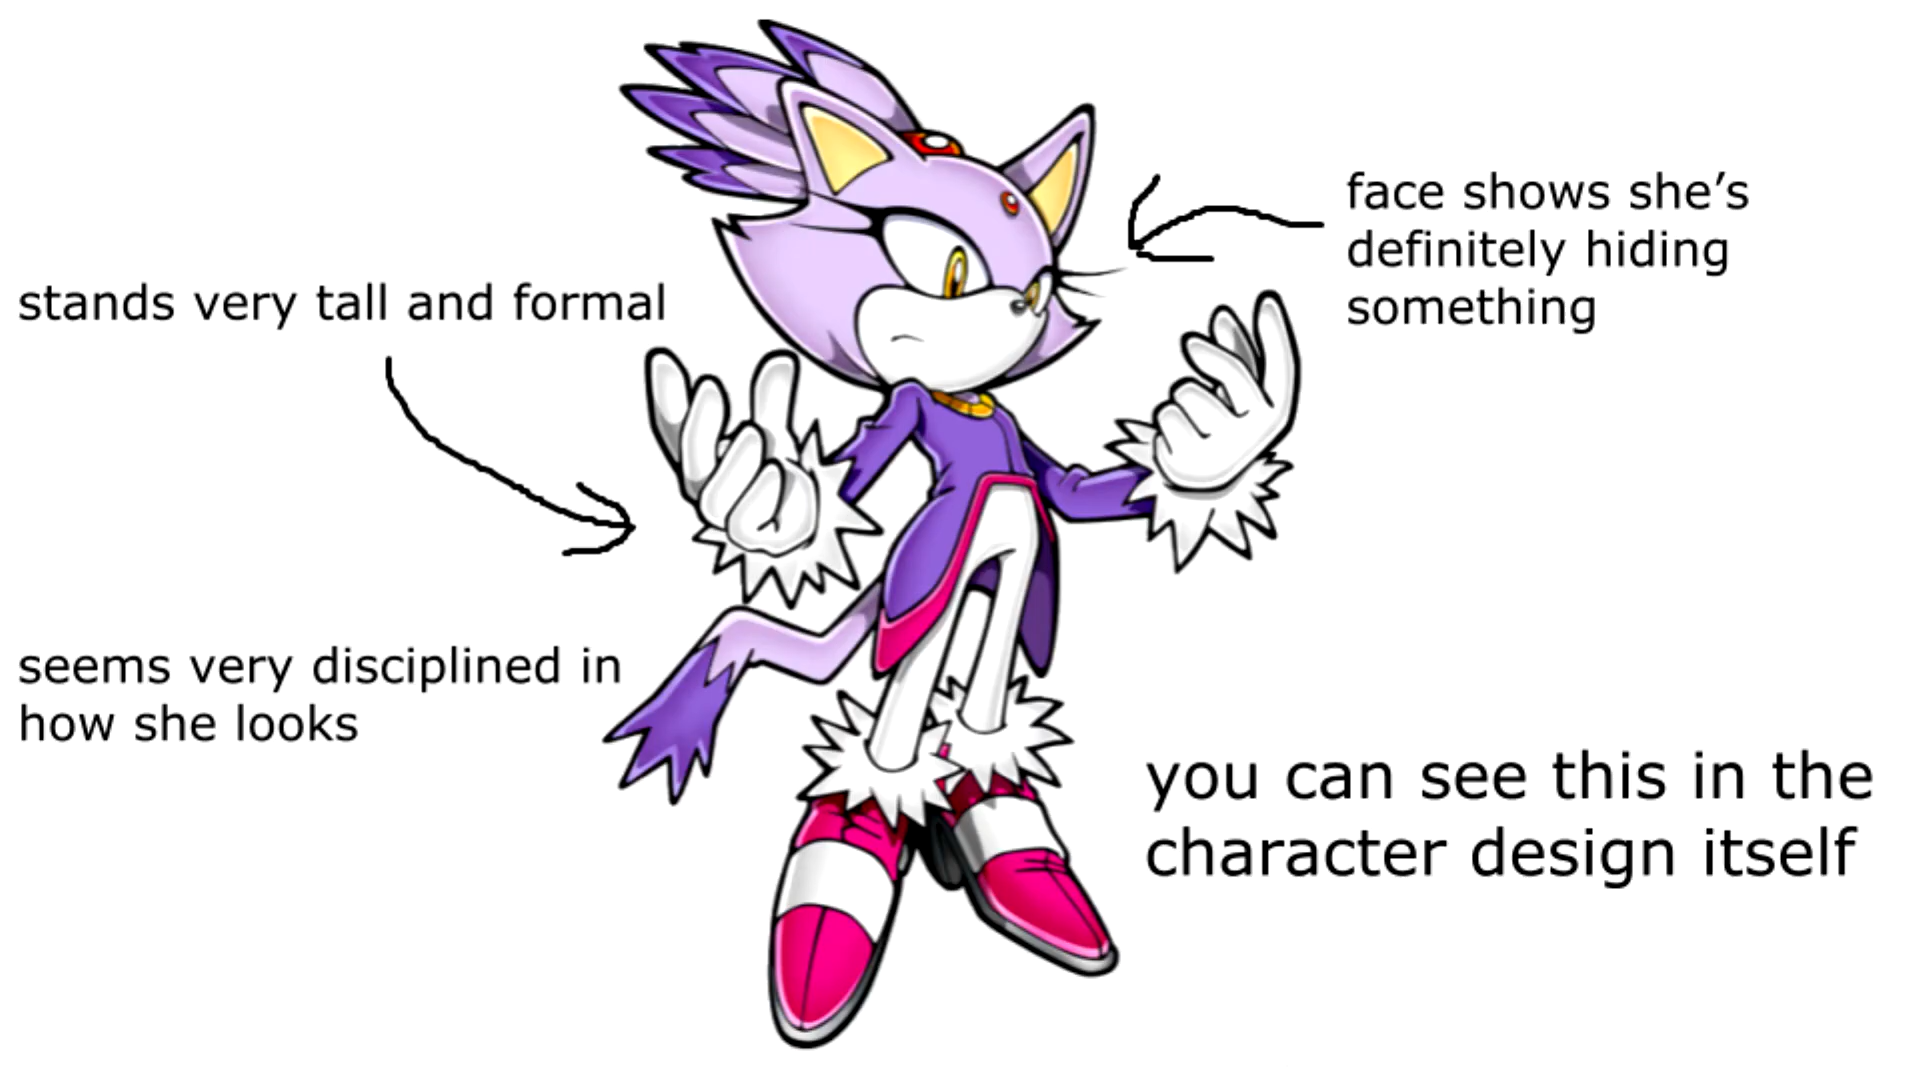 face shows she’s
definitely hiding
something
stands very tall and formal
seems very disciplined in
how she looks
you can see this in the
character design itself